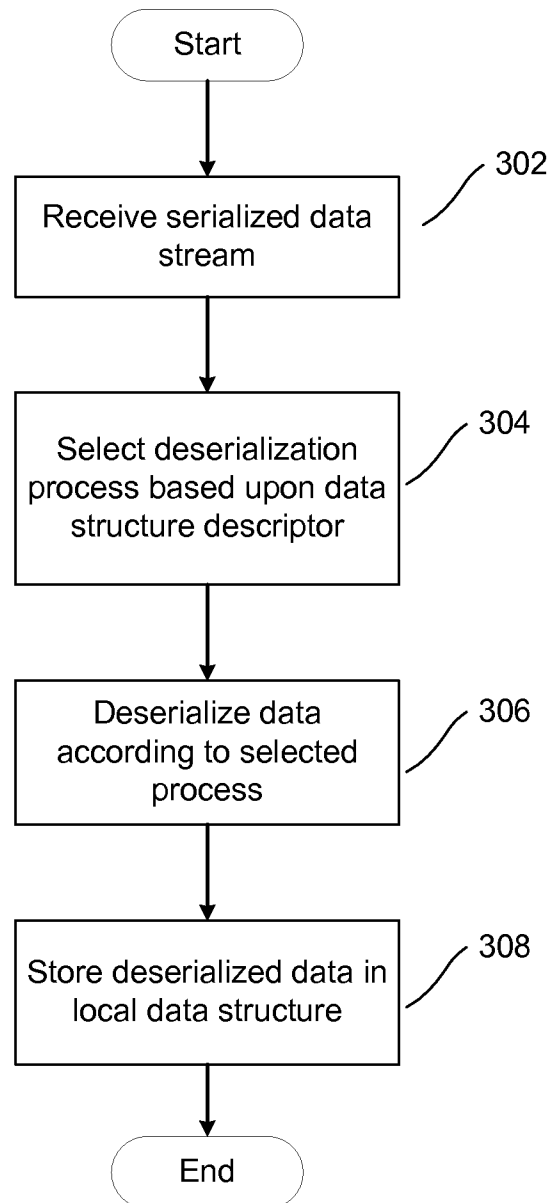 Start
302
Receive serialized data
stream
304
Select deserialization
process based upon data
structure descriptor
306
Deserialize data
according to selected
process
308
Store deserialized data in
local data structure
End